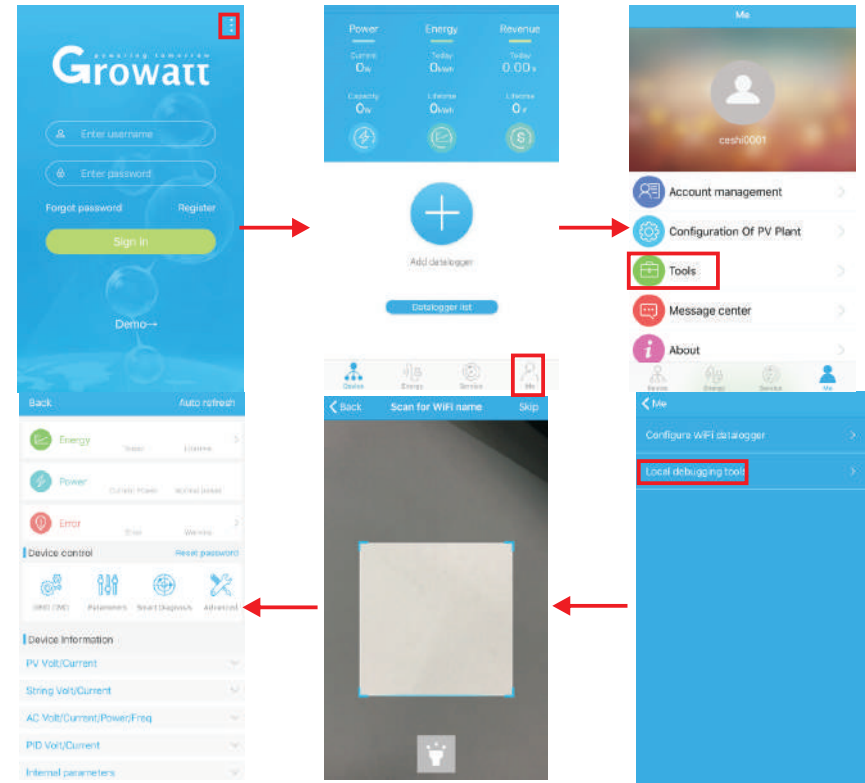 powering tomorrow
Growatt
Enter username
Enter password
Forgot password
Register
Sign in
Demo→
Power
Energy
Revenue
Current
Today
Today
0w
0kWh
0.00¥
Capacity
Lifetime
Lifetime
0w
0kWh
0¥
Add datalogger
Datalogger list
Device
Energy
Service
Me
Me
ceshi0001
Account management
Configuration Of PV Plant
Tools
Message center
About
Device
Energy
Service
Me
Back
Auto refresh
Energy
Today
Lifetime
Power
Current Power
Normal power
Error
Error
Warning
Device control
Reset password
Parameters
Smart Diagnosis
Advanced
Device Information
PV Volt/Current
String Volt/Current
AC Volt/Current/Power/Freq
PID Volt/Current
Internal parameters
Back
Scan for WiFi name
Skip
Me
Configure WiFi datalogger
Local debugging tools